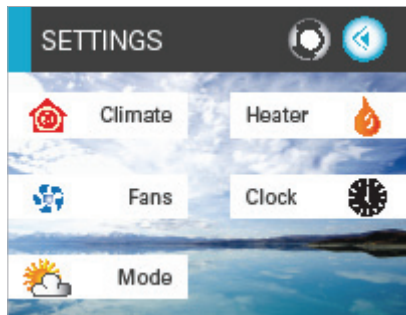 SETTINGS
Climate
Heater
Fans
Clock
Mode